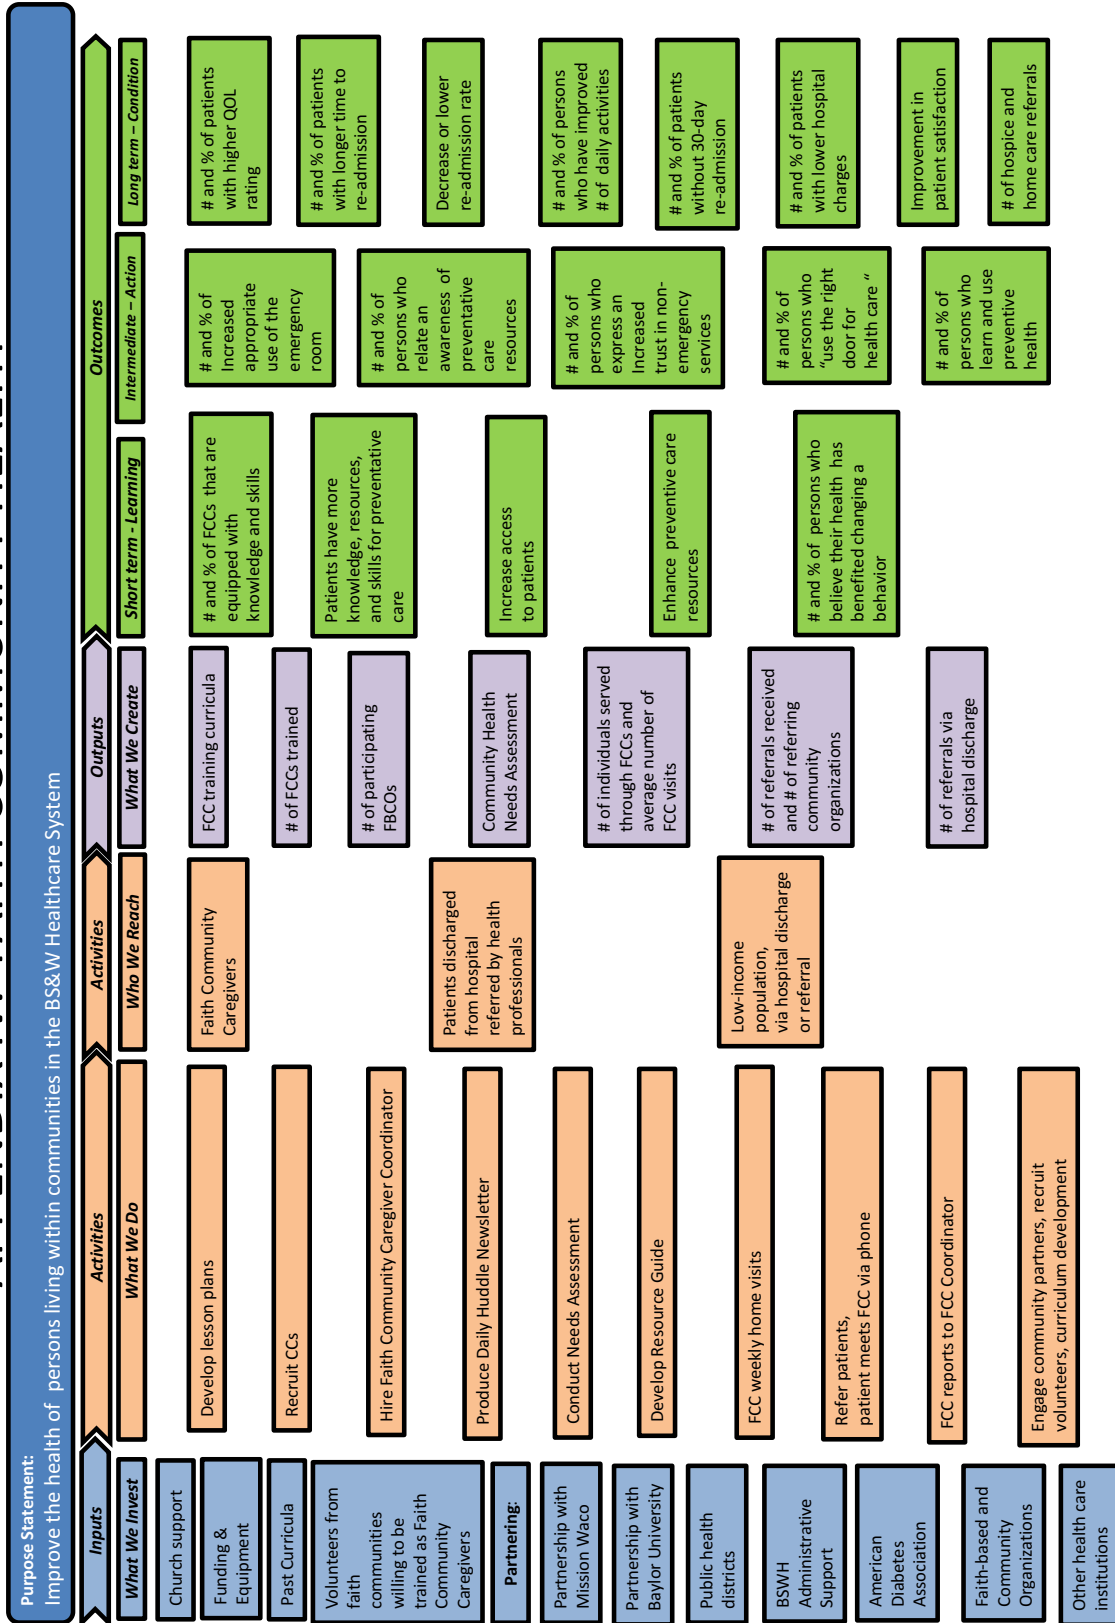 Purpose Statement:
Improve the health of  persons living within communities in the BS&W Healthcare System
Inputs
What We Invest
Church support
Funding &
Equipment
Past Curricula
Volunteers from
faith
communities
willing to be
trained as Faith
Community
Caregivers
Partnering:
Partnership with
Mission Waco
Partnership with
Baylor University
Public health
districts
BSWH
Administrative
Support
American
Diabetes
Association
Faith-based and
Community
Organizations
Other health care
institutions
Activities
What We Do
Develop lesson plans
Recruit CCs
Hire Faith Community Caregiver Coordinator
Produce Daily Huddle Newsletter
Conduct Needs Assessment
Develop Resource Guide
FCC weekly home visits
Refer patients,
patient meets FCC via phone
FCC reports to FCC Coordinator
Engage community partners, recruit
volunteers, curriculum development
Activities
Who We Reach
Faith Community
Caregivers
Patients discharged
from hospital
referred by health
professionals
Low-income
population,
via hospital discharge
or referral
Outputs
What We Create
FCC training curricula
# of FCCs trained
# of participating
FBCOs
Community Health
Needs Assessment
# of individuals served
through FCCs and
average number of
FCC visits
# of referrals received
and # of referring
community
organizations
# of referrals via
hospital discharge
Outcomes
Short term - Learning
# and % of FCCs  that are
equipped with
knowledge and skills
Patients have more
knowledge, resources,
and skills for preventative
care
Increase access
to patients
Enhance  preventive care
resources
# and % of  persons who
believe their health has
benefited changing a
behavior
Intermediate – Action
# and % of
Increased
appropriate
use of the
emergency
room
# and % of
persons who
relate an
awareness of
preventative
care
resources
# and % of
persons who
express an
Increased
trust in non-
emergency
services
# and % of
persons who
“use the right
door for
health care “
# and % of
persons who
learn and use
preventive
health
Long term – Condition
# and % of patients
with higher QOL
rating
# and % of patients
with longer time to
re-admission
Decrease or lower
re-admission rate
# and % of persons
who have improved
# of daily activities
# and % of patients
without 30-day
re-admission
# and % of patients
with lower hospital
charges
Improvement in
patient satisfaction
# of hospice and
home care referrals